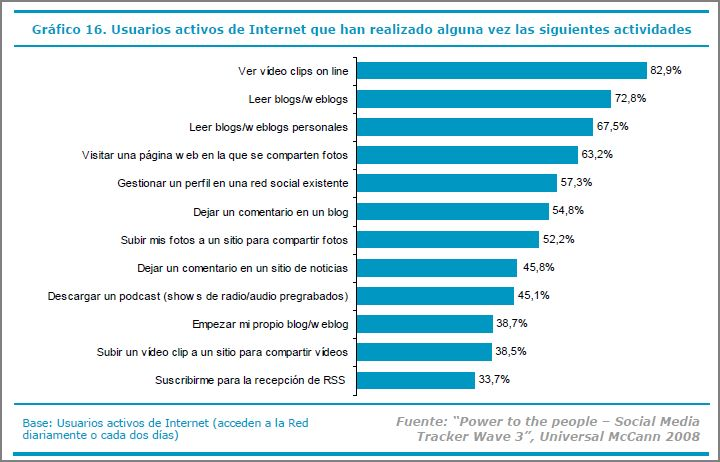 Gráfico 16. Usuarios activos de Internet que han realizado alguna vez las siguientes actividades
Ver vídeo clips on line 82,9%
Leer blogs/weblogs 72,8%
Leer blogs/weblogs personales 67,5%
Visitar una página web en la que se comparten fotos 63,2%
Gestionar un perfil en una red social existente 57,3%
Dejar un comentario en un blog 54,8%
Subir mis fotos a un sitio para compartir fotos 52,2%
Dejar un comentario en un sitio de noticias 45,8%
Descargar un podcast (shows de radio/audio pregrabados) 45,1%
Empezar mi propio blog/weblog 38,7%
Subir un vídeo clip a un sitio para compartir vídeos 38,5%
Suscribirme para la recepción de RSS 33,7%
Base: Usuarios activos de Internet (acceden a la Red
diariamente o cada dos días)
Fuente: “Power to the people – Social Media
Tracker Wave 3”, Universal McCann 2008